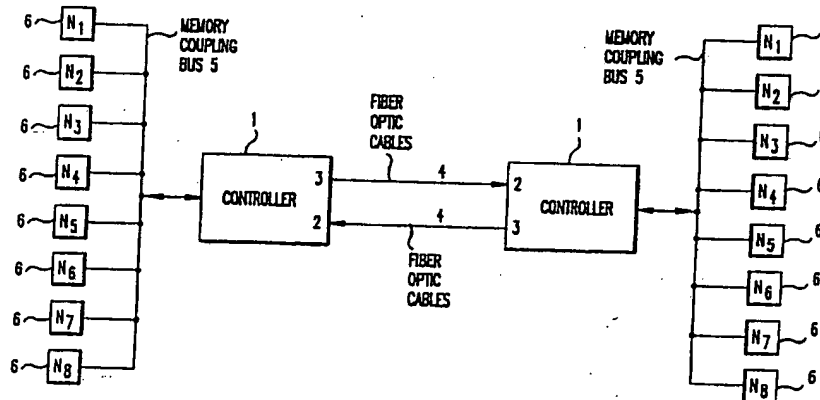 6 N1
MEMORY
COUPLING
BUS 5
6 N2
6 N3
6 N4
6 N5
6 N6
6 N7
6 N8
1
CONTROLLER
3
2
FIBER
OPTIC
CABLES
4
4
FIBER
OPTIC
CABLES
1
2
CONTROLLER
3
MEMORY
COUPLING
BUS 5
N1
N2
N3
N4 6
N5 6
N6 6
N7 6
N8 6